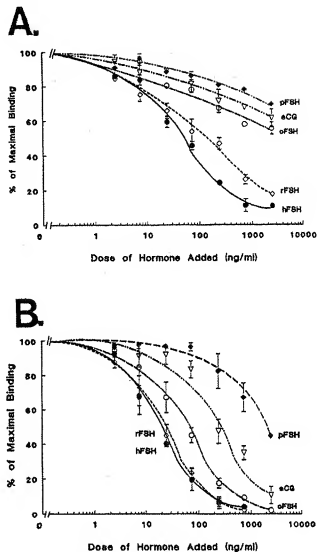 A.
% of Maximal Binding
100
80
60
40
20
0
pFSH
eCG
oFSH
rFSH
hFSH
0 1 10 100 1000 10000
Dose of Hormone Added (ng/ml)
B.
% of Maximal Binding
100
80
60
40
20
0
rFSH
hFSH
pFSH
eCG
oFSH
0 1 10 100 1000 10000
Dose of Hormone Added (ng/ml)